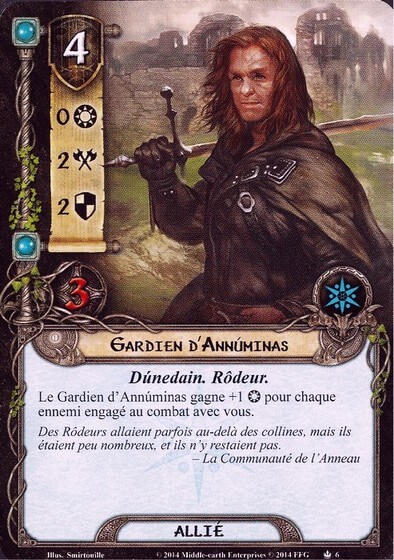 4
0
2
2
3
GARDIEN D'ANNÚMINAS
Dúnedain. Rôdeur.
Le Gardien d'Annúminas gagne +1 pour chaque
ennemi engagé au combat avec vous.
Des Rôdeurs allaient parfois au-delà des collines, mais ils
étaient peu nombreux, et ils n'y restaient pas.
– La Communauté de l'Anneau
ALLIÉ
Illus. Smirtouille © 2014 Middle-earth Enterprises © 2014 FFG 6